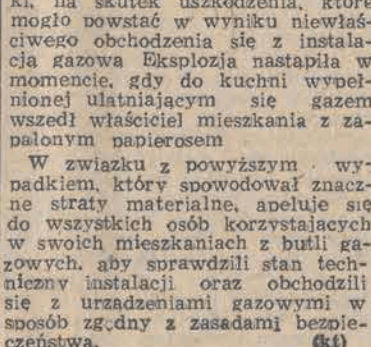 ki, na skutek uszkodzenia, które
mogło powstać w wyniku niewłaś-
ciwego obchodzenia się z instala-
cją gazową Eksplozja nastąpiła w
momencie, gdy do kuchni wypeł-
nionej ulatniającym się gazem
wszedł właściciel mieszkania z za-
palonym papierosem
W związku z powyższym wy-
padkiem, który spowodował znacz-
ne straty materialne, apeluje się
do wszystkich osób korzystających
w swoich mieszkaniach z butli ga-
zowych, aby sprawdzili stan tech-
niczny instalacji oraz obchodzili
się z urządzeniami gazowymi w
sposób zgodny z zasadami bezpie-
czeństwa. (kt)